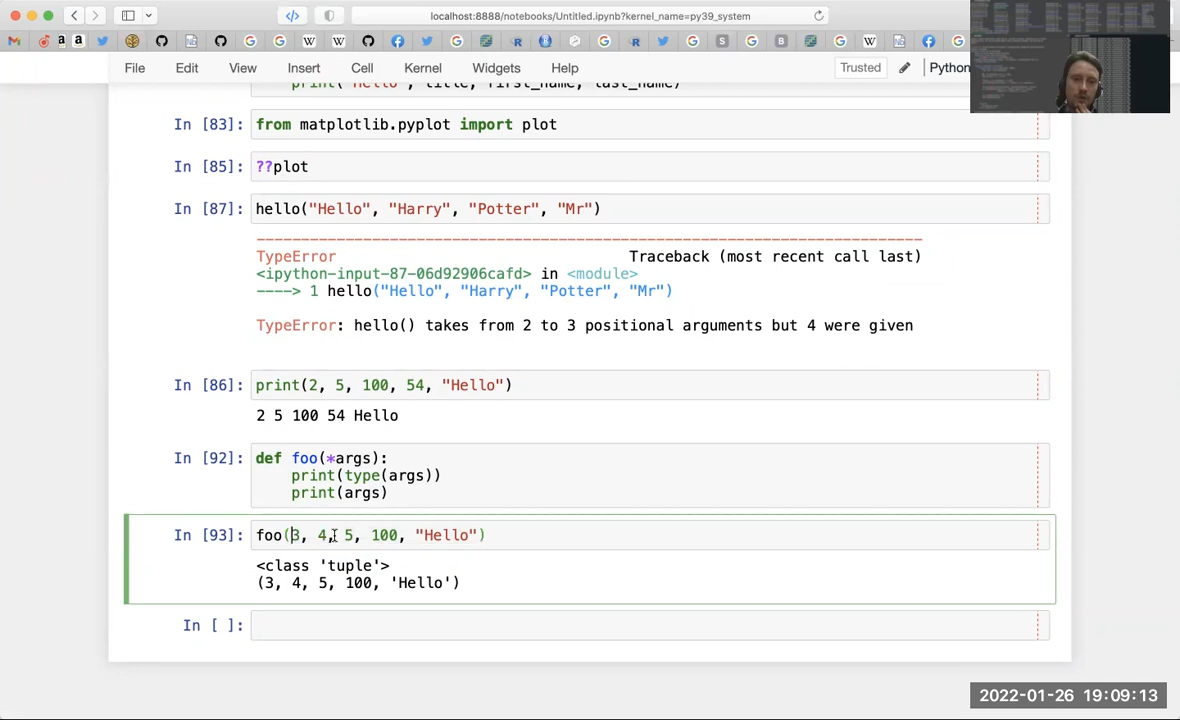 localhost:8888/notebooks/Untitled.ipynb?kernel_name=py39_system
File Edit View Insert Cell Kernel Widgets Help Trusted Python
print("Hello", title, first_name, last_name)
In [83]: from matplotlib.pyplot import plot
In [85]: ??plot
In [87]: hello("Hello", "Harry", "Potter", "Mr")
TypeError Traceback (most recent call last)
<ipython-input-87-06d92906cafd> in <module>
----> 1 hello("Hello", "Harry", "Potter", "Mr")
TypeError: hello() takes from 2 to 3 positional arguments but 4 were given
In [86]: print(2, 5, 100, 54, "Hello")
2 5 100 54 Hello
In [92]: def foo(*args):
print(type(args))
print(args)
In [93]: foo(3, 4, 5, 100, "Hello")
<class 'tuple'>
(3, 4, 5, 100, 'Hello')
In [ ]:
2022-01-26 19:09:13